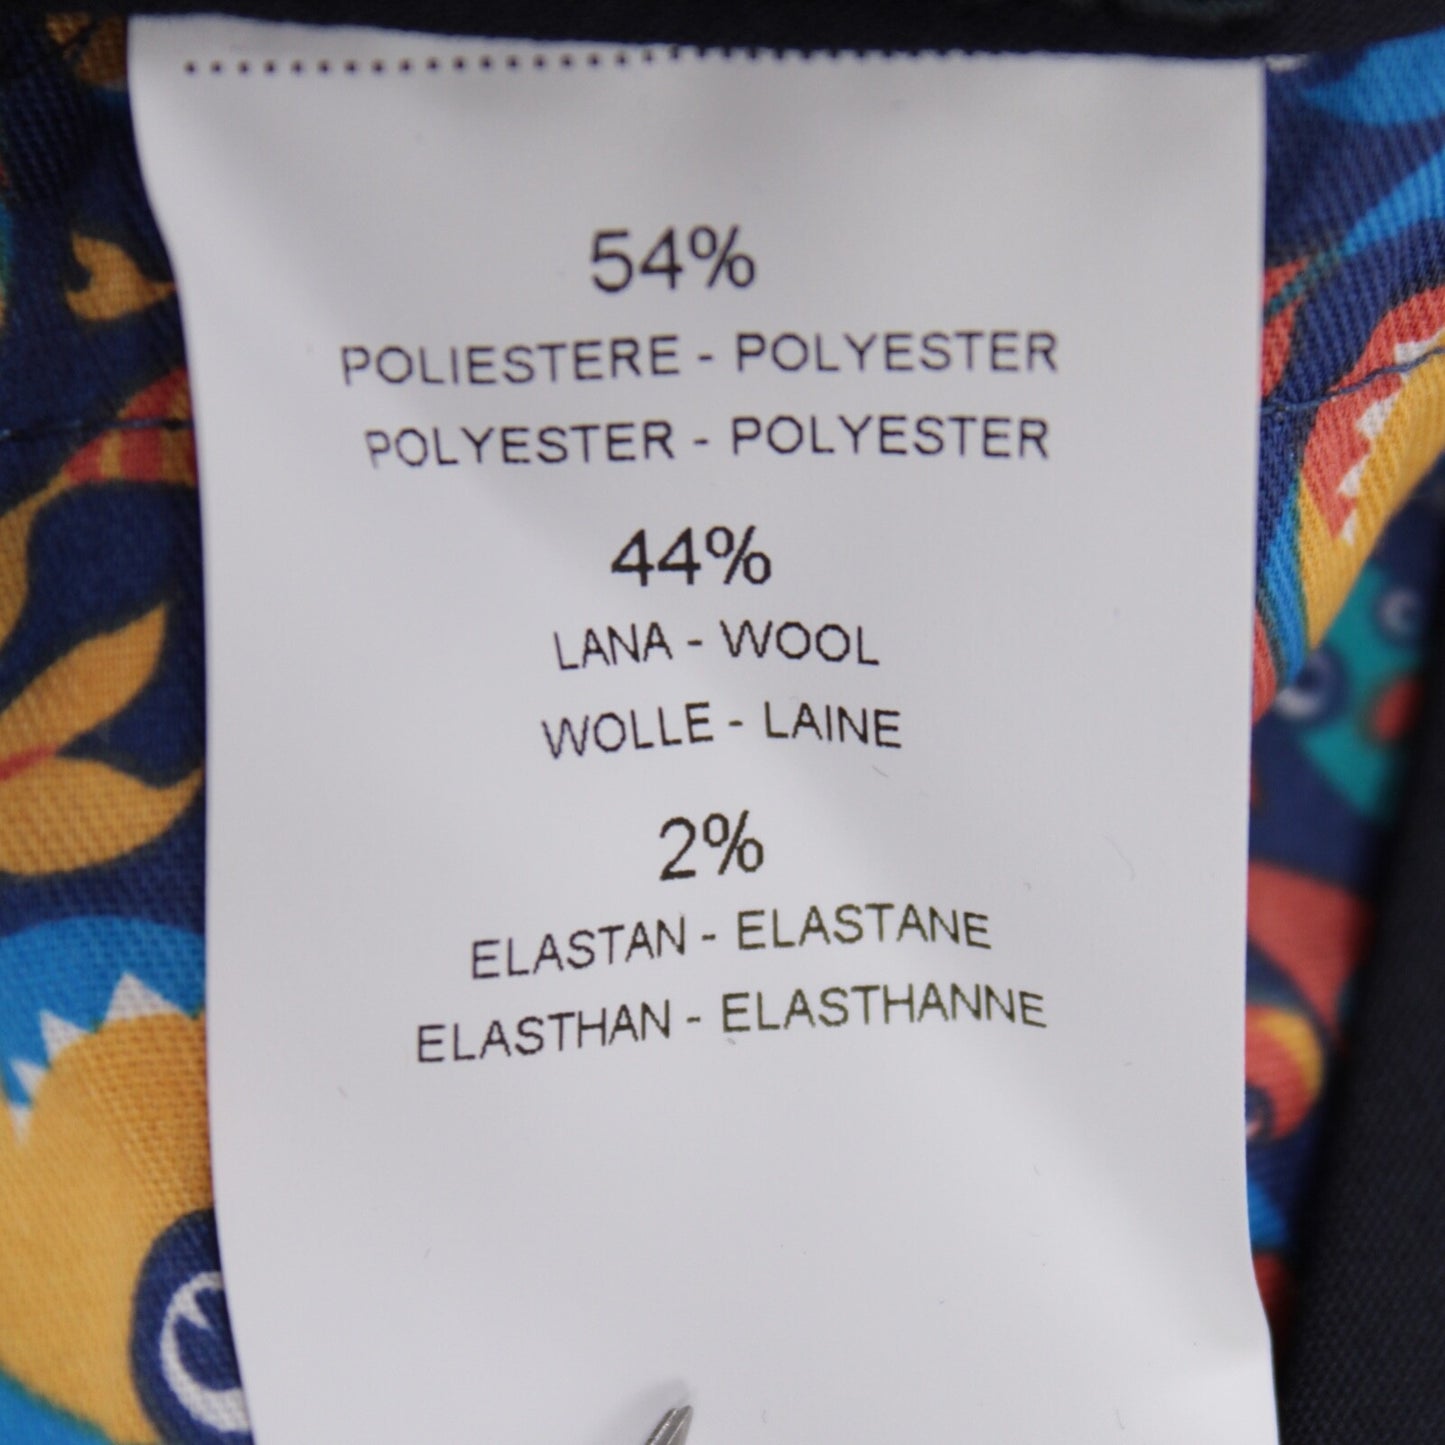 54%
POLIESTERE - POLYESTER
POLYESTER - POLYESTER
44%
LANA - WOOL
WOLLE - LAINE
2%
ELASTAN - ELASTANE
ELASTHAN - ELASTHANNE